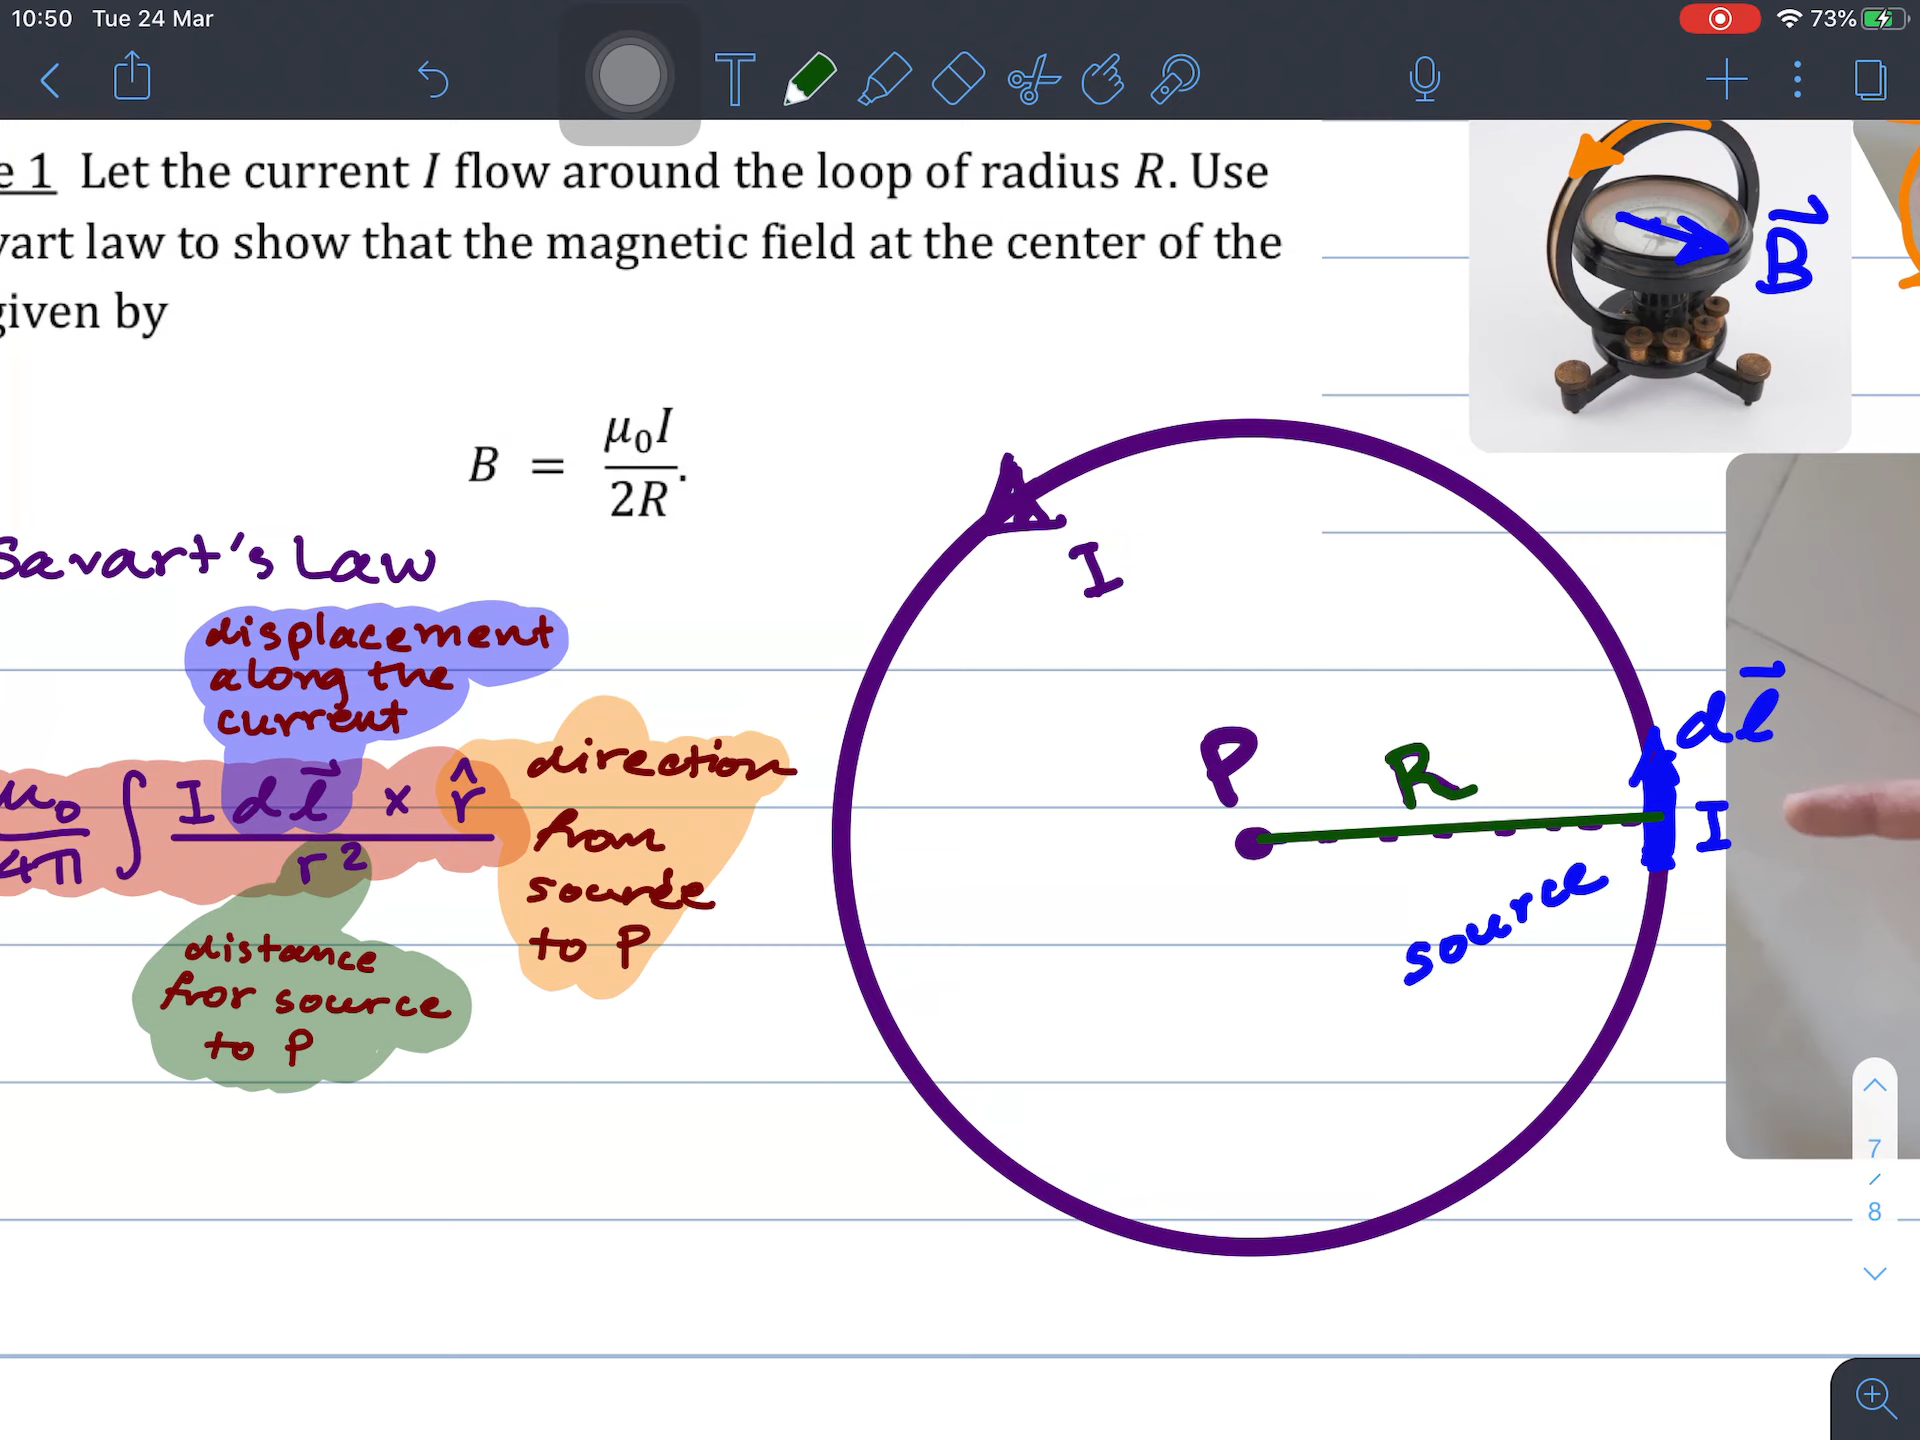 10:50 Tue 24 Mar
73%
e 1 Let the current I flow around the loop of radius R. Use
vart law to show that the magnetic field at the center of the
given by
B = μ₀I / 2R.
B⃗
Savart's Law
displacement
along the
current
μ₀/4π ∫ I dl⃗ × r̂ / r²
direction
from
source
to P
distance
fror source
to P
I
P
R
dl⃗
I
source
7
/
8